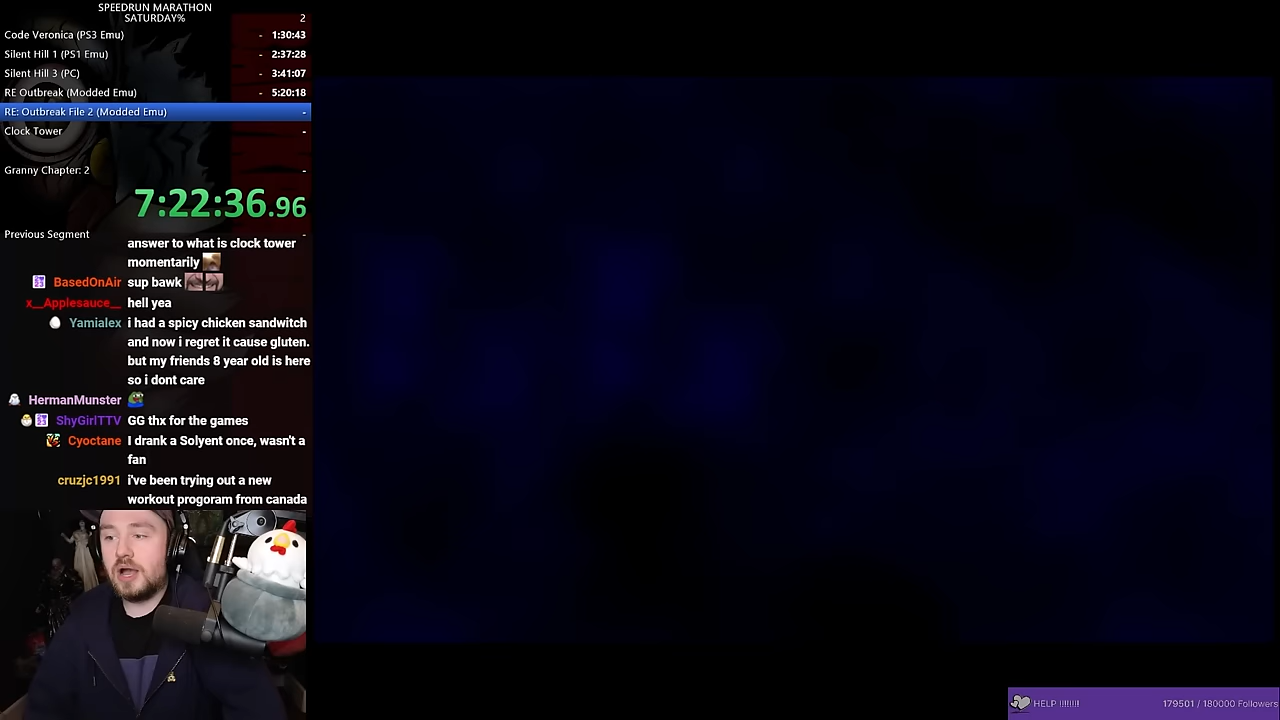 SPEEDRUN MARATHON
SATURDAY%
2
Code Veronica (PS3 Emu) - 1:30:43
Silent Hill 1 (PS1 Emu) - 2:37:28
Silent Hill 3 (PC) - 3:41:07
RE Outbreak (Modded Emu) - 5:20:18
RE: Outbreak File 2 (Modded Emu) -
Clock Tower -
Granny Chapter: 2 -
7:22:36.96
Previous Segment -
answer to what is clock tower
momentarily
BasedOnAir sup bawk
x__Applesauce__ hell yea
Yamialex i had a spicy chicken sandwitch
and now i regret it cause gluten.
but my friends 8 year old is here
so i dont care
HermanMunster
ShyGirlTTV GG thx for the games
Cyoctane I drank a Solyent once, wasn't a
fan
cruzjc1991 i've been trying out a new
workout progoram from canada
HELP !!!!!!! 179501 / 180000 Followers